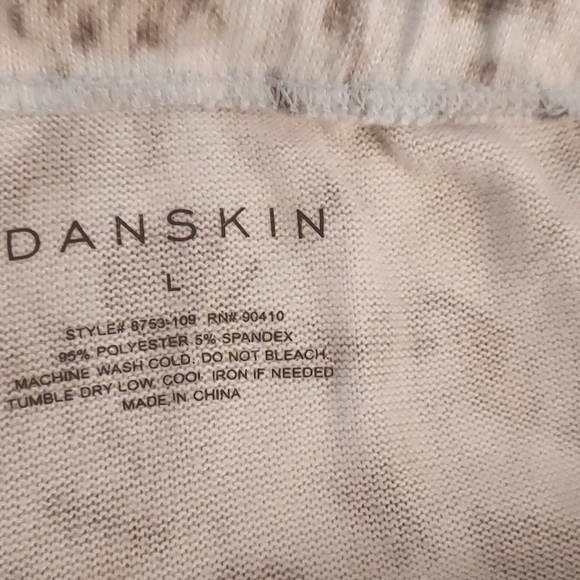 DANSKIN
L
STYLE# 8753-109 RN# 90410
95% POLYESTER 5% SPANDEX
MACHINE WASH COLD. DO NOT BLEACH.
TUMBLE DRY LOW. COOL IRON IF NEEDED
MADE IN CHINA